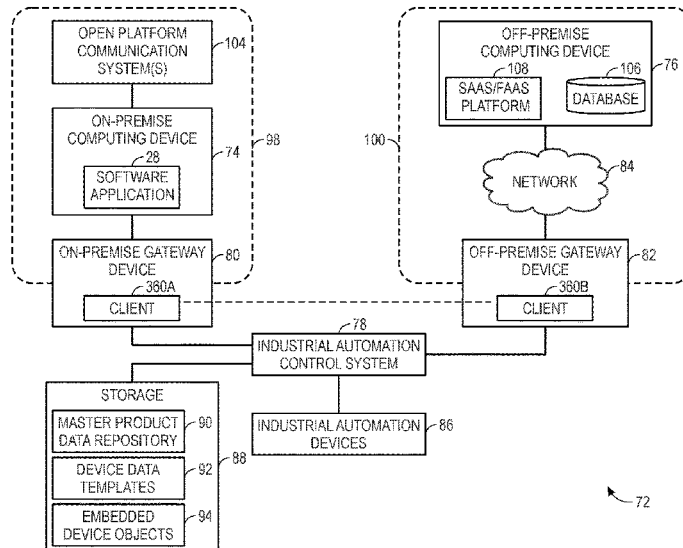 OPEN PLATFORM
COMMUNICATION
SYSTEM(S)
104
ON-PREMISE
COMPUTING DEVICE
28
SOFTWARE
APPLICATION
74
98
ON-PREMISE GATEWAY
DEVICE
80
360A
CLIENT
OFF-PREMISE
COMPUTING DEVICE
108
106
76
SAAS/FAAS
PLATFORM
DATABASE
100
NETWORK
84
OFF-PREMISE GATEWAY
DEVICE
82
360B
CLIENT
78
INDUSTRIAL AUTOMATION
CONTROL SYSTEM
INDUSTRIAL AUTOMATION
DEVICES
86
STORAGE
MASTER PRODUCT
DATA REPOSITORY
90
88
DEVICE DATA
TEMPLATES
92
EMBEDDED
DEVICE OBJECTS
94
72